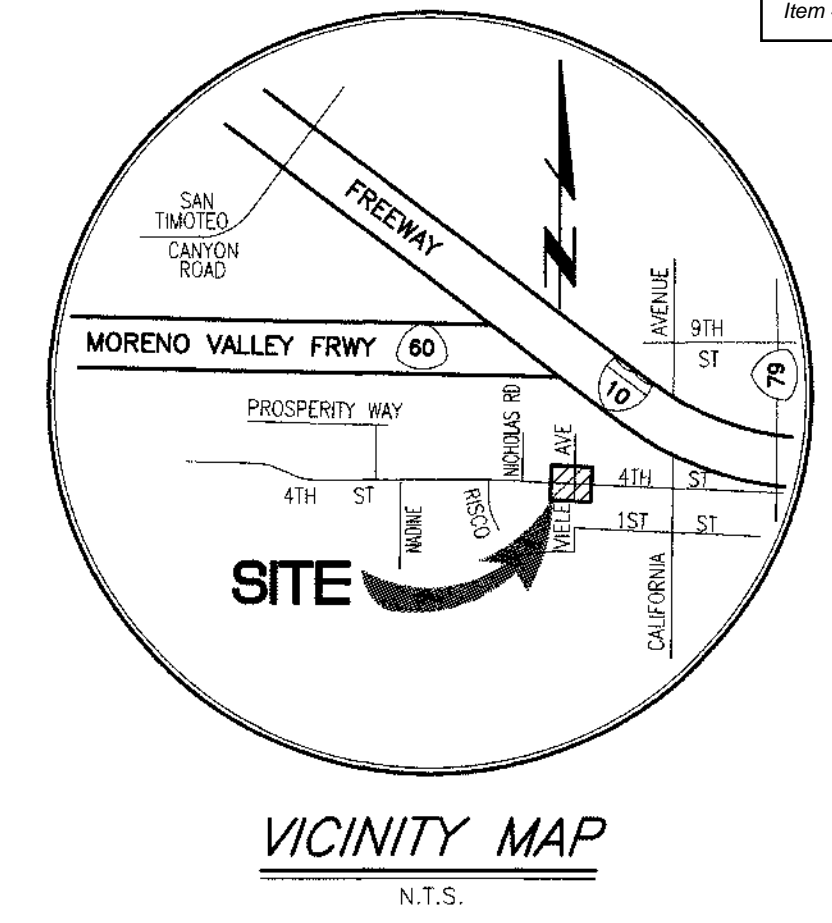 Item
SAN
TIMOTEO
CANYON
ROAD
FREEWAY
N
AVENUE
9TH
ST
79
MORENO VALLEY FRWY 60
10
PROSPERITY WAY
NICHOLAS RD
AVE
4TH ST
NADINE
RISCO
VIELE
4TH ST
1ST ST
CALIFORNIA
SITE
VICINITY MAP
N.T.S.